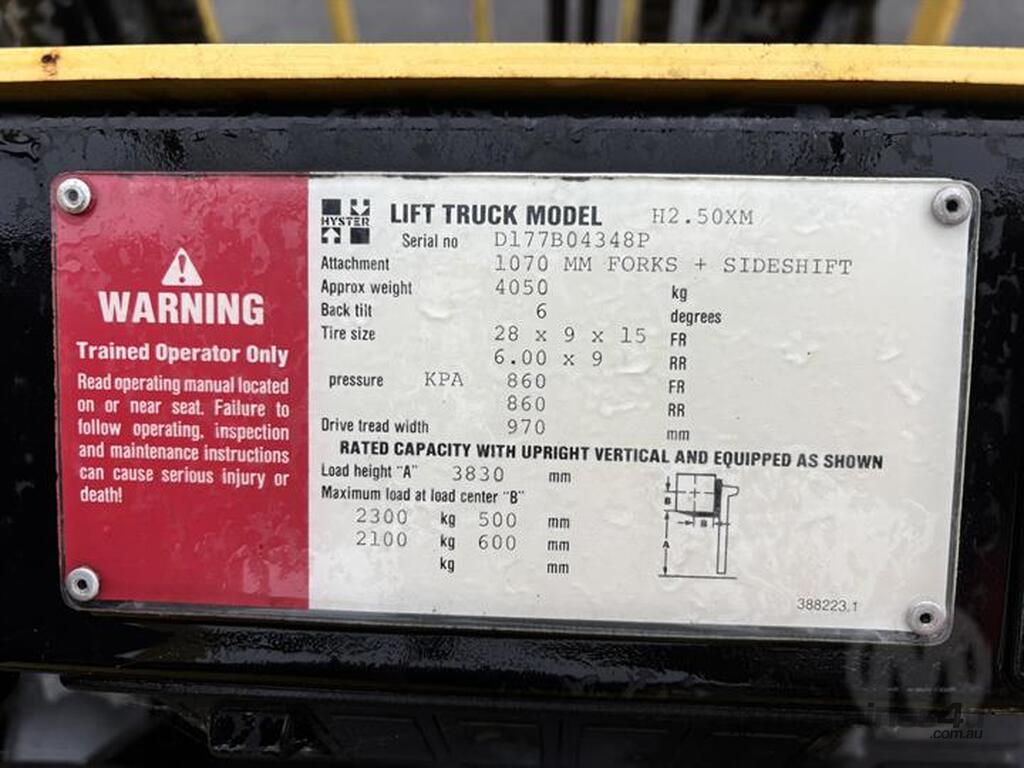 WARNING
Trained Operator Only
Read operating manual located
on or near seat. Failure to
follow operating, inspection
and maintenance instructions
can cause serious injury or
death!
HYSTER LIFT TRUCK MODEL H2.50XM
Serial no D177B04348P
Attachment 1070 MM FORKS + SIDESHIFT
Approx weight 4050 kg
Back tilt 6 degrees
Tire size 28 x 9 x 15 FR
6.00 x 9 RR
pressure KPA 860 FR
860 RR
Drive tread width 970 mm
RATED CAPACITY WITH UPRIGHT VERTICAL AND EQUIPPED AS SHOWN
Load height "A" 3830 mm
Maximum load at load center "B"
2300 kg 500 mm
2100 kg 600 mm
kg mm
B
B
A
388223.1
.com.au